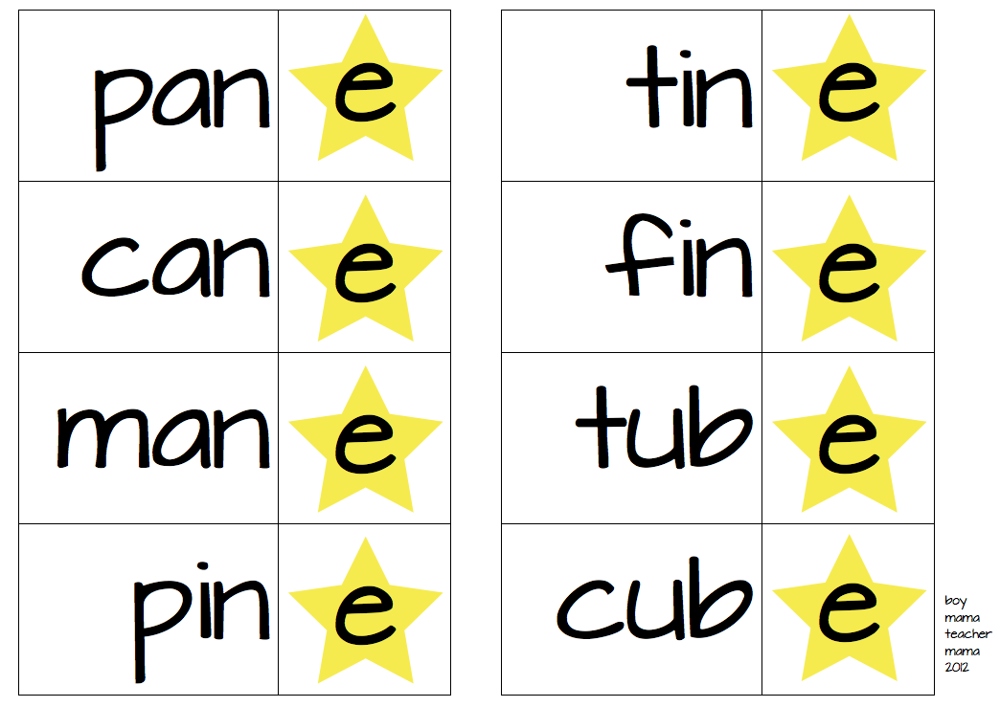 pan e
can e
man e
pin e
tin e
fin e
tub e
cub e
boy
mama
teacher
mama
2012